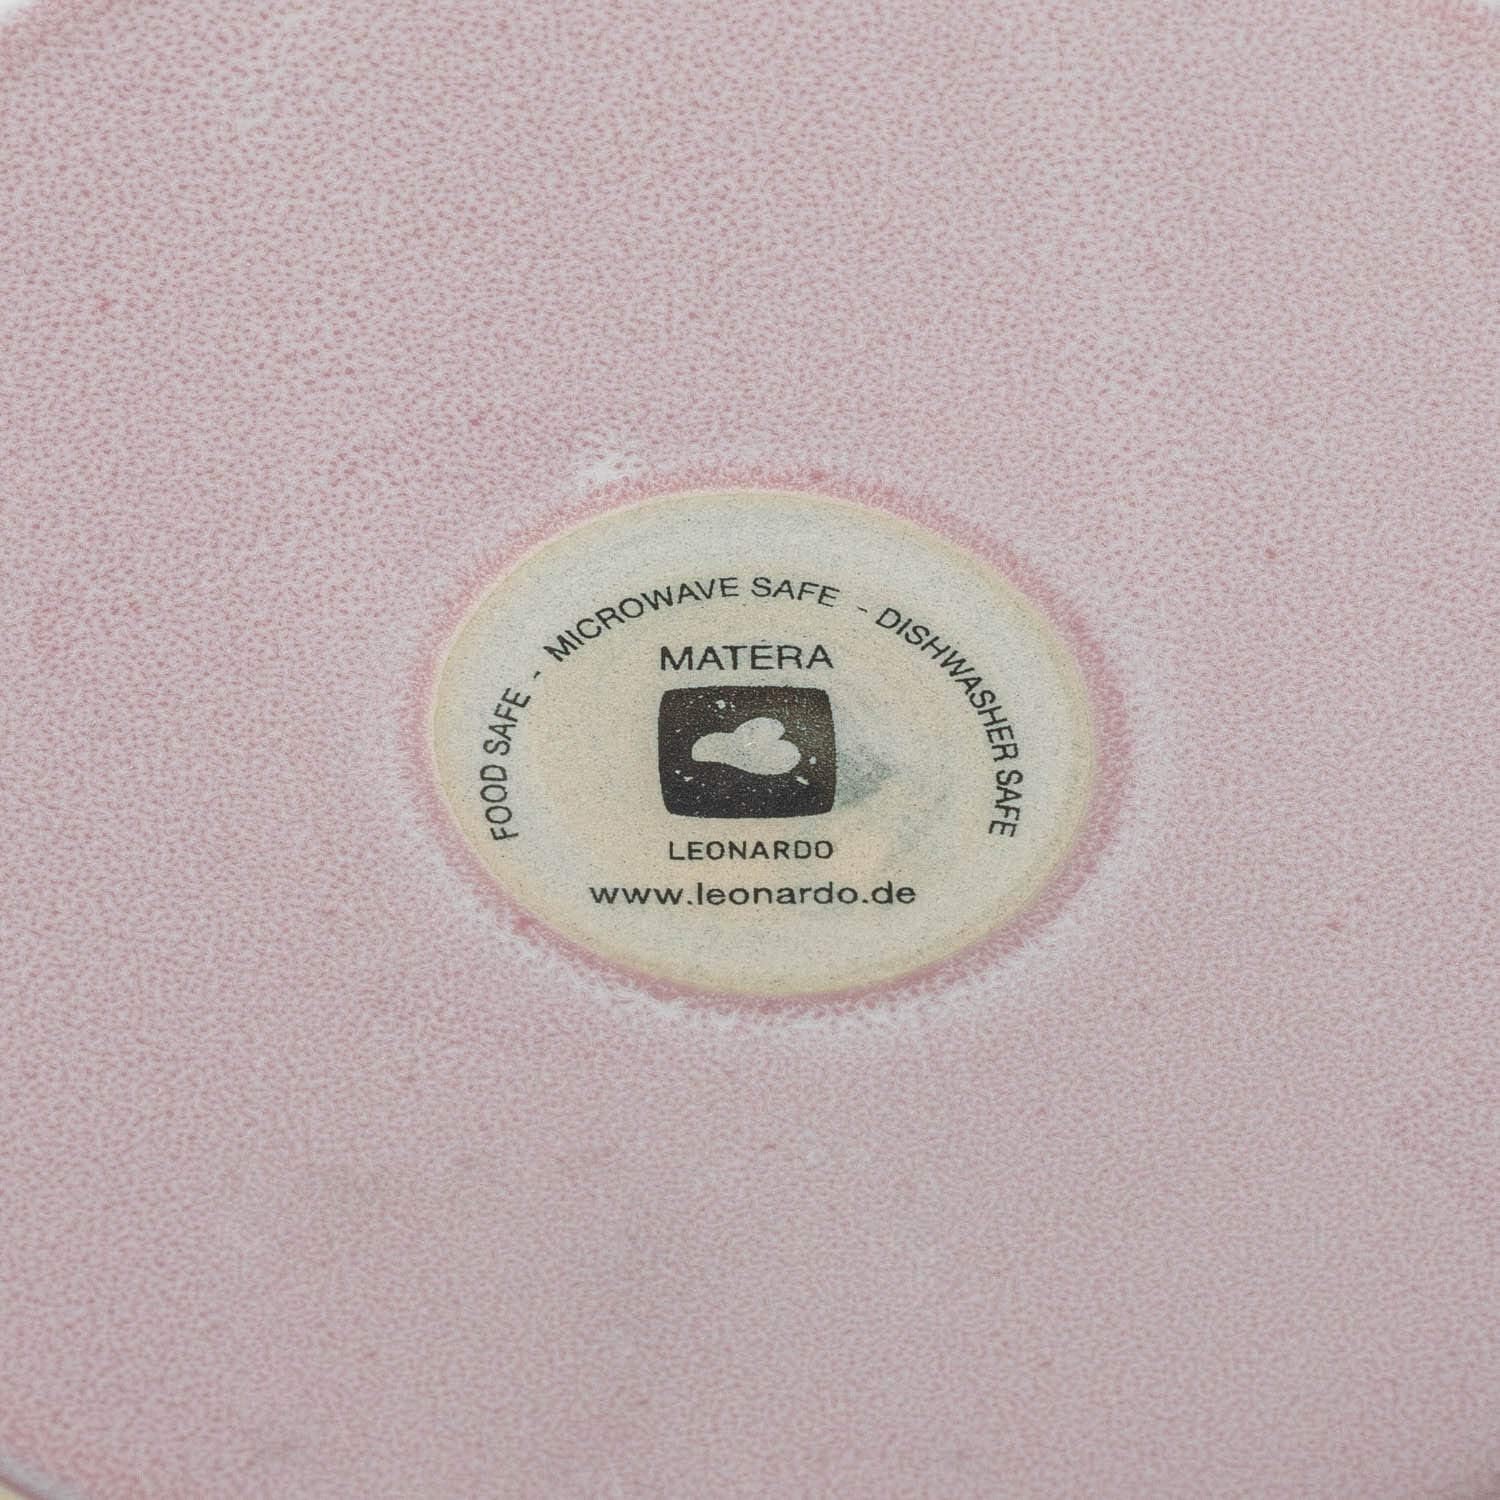 FOOD SAFE - MICROWAVE SAFE - DISHWASHER SAFE
MATERA
LEONARDO
www.leonardo.de